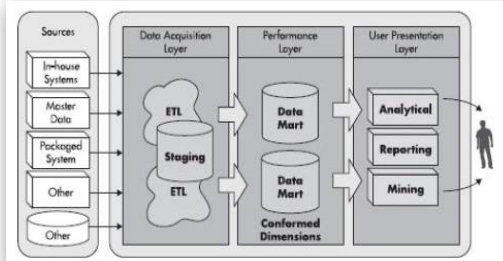 Sources
In-house
Systems
Master
Data
Packaged
System
Other
Other
Data Acquisition
Layer
ETL
Staging
ETL
Performance
Layer
Data
Mart
Data
Mart
Conformed
Dimensions
User Presentation
Layer
Analytical
Reporting
Mining